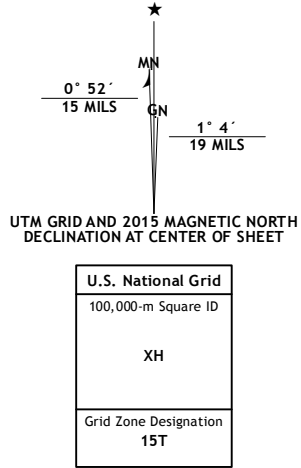 MN
0° 52´
15 MILS
GN
1° 4´
19 MILS
UTM GRID AND 2015 MAGNETIC NORTH
DECLINATION AT CENTER OF SHEET
U.S. National Grid
100,000-m Square ID
XH
Grid Zone Designation
15T